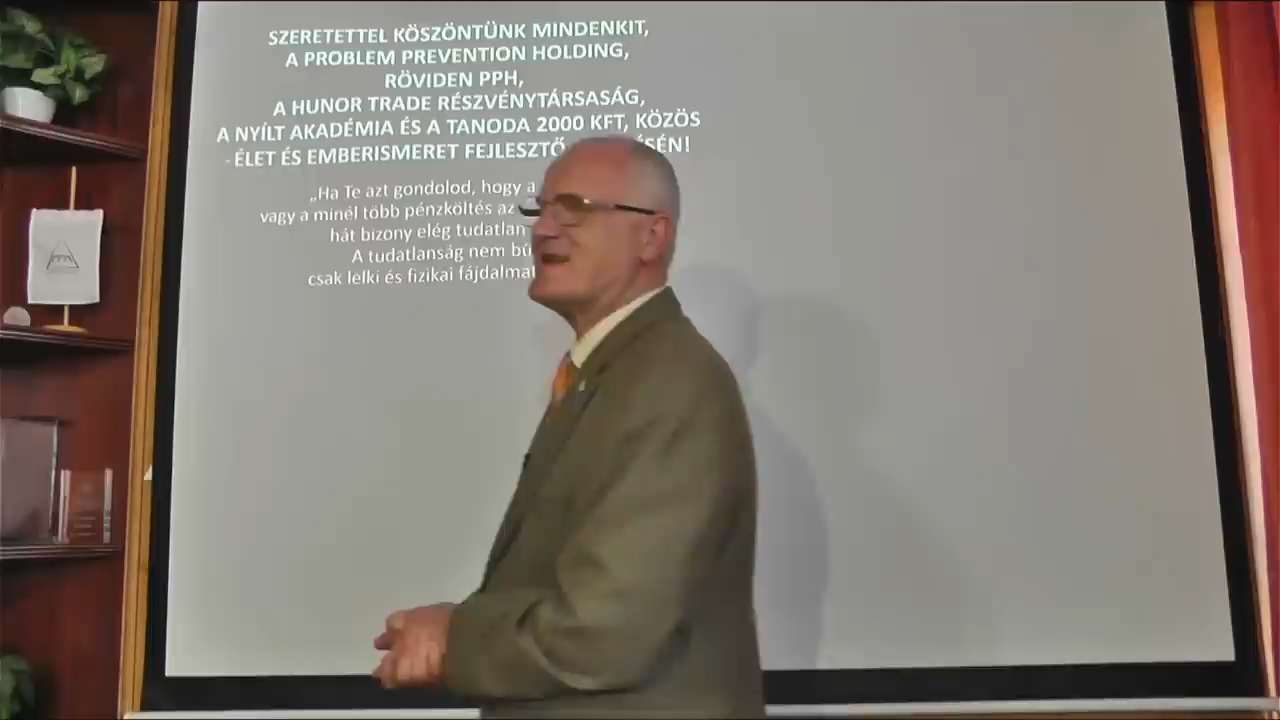 SZERETETTEL KÖSZÖNTÜNK MINDENKIT,
A PROBLEM PREVENTION HOLDING,
RÖVIDEN PPH,
A HUNOR TRADE RÉSZVÉNYTÁRSASÁG,
A NYÍLT AKADÉMIA ÉS A TANODA 2000 KFT, KÖZÖS
- ÉLET ÉS EMBERISMERET FEJLESZTŐ
„Ha Te azt gondolod, hogy a
vagy a minél több pénzköltés az
hát bizony elég tudatlan
A tudatlanság nem
csak lelki és fizikai